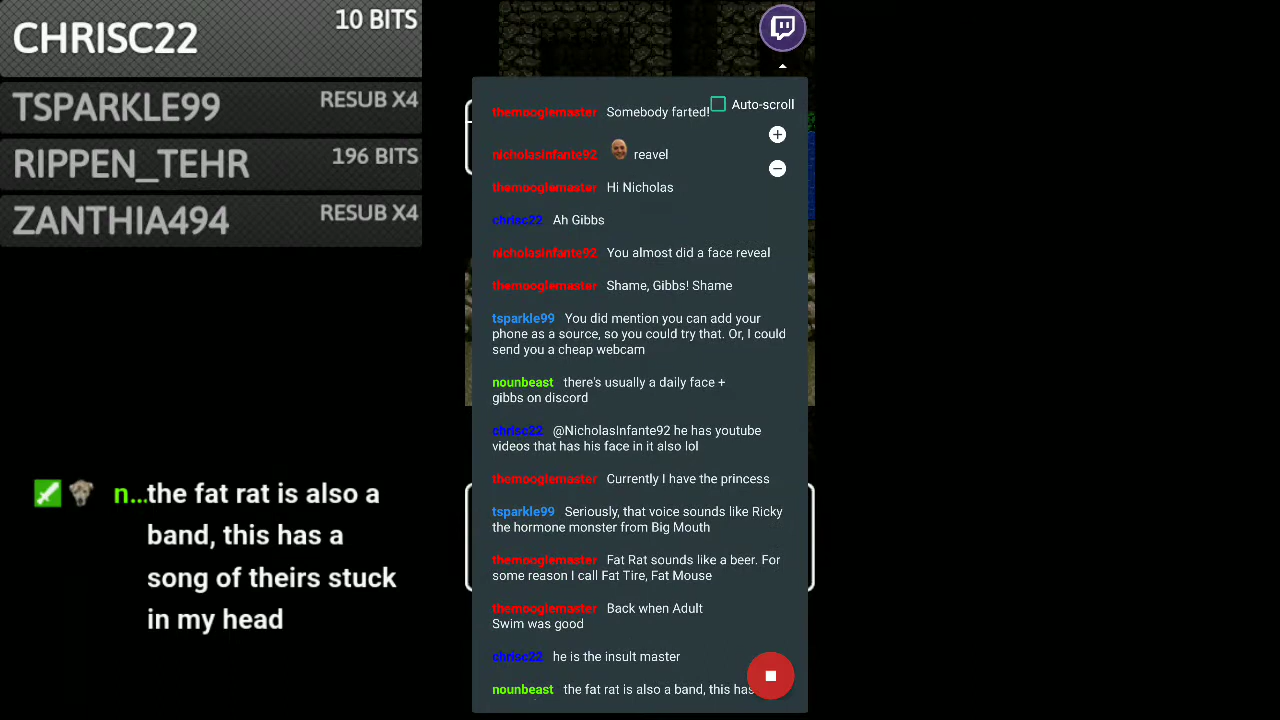 CHRISC22 10 BITS
TSPARKLE99 RESUB X4
RIPPEN_TEHR 196 BITS
ZANTHIA494 RESUB X4
n...the fat rat is also a
band, this has a
song of theirs stuck
in my head
Auto-scroll
themooglemaster Somebody farted!
nicholasinfante92 reavel
themooglemaster Hi Nicholas
chrisc22 Ah Gibbs
nicholasinfante92 You almost did a face reveal
themooglemaster Shame, Gibbs! Shame
tsparkle99 You did mention you can add your
phone as a source, so you could try that. Or, I could
send you a cheap webcam
nounbeast there's usually a daily face +
gibbs on discord
chrisc22 @NicholasInfante92 he has youtube
videos that has his face in it also lol
themooglemaster Currently I have the princess
tsparkle99 Seriously, that voice sounds like Ricky
the hormone monster from Big Mouth
themooglemaster Fat Rat sounds like a beer. For
some reason I call Fat Tire, Fat Mouse
themooglemaster Back when Adult
Swim was good
chrisc22 he is the insult master
nounbeast the fat rat is also a band, this has